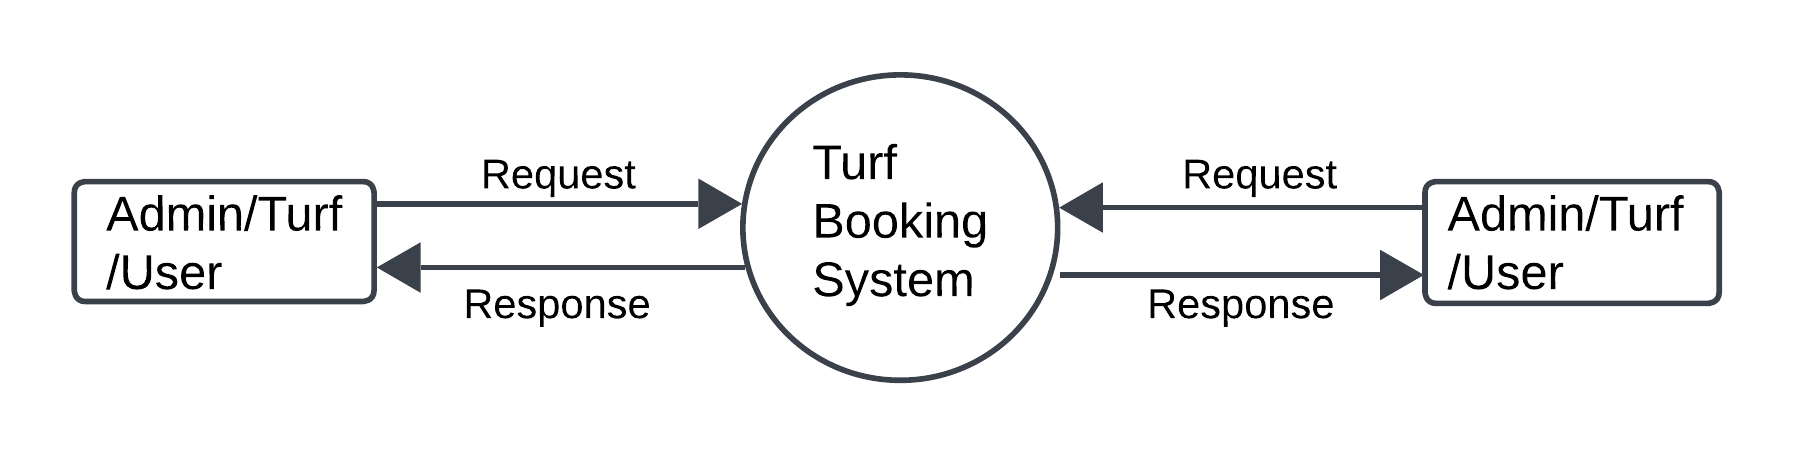 Request
Admin/Turf
/User
Response
Turf
Booking
System
Request
Response
Admin/Turf
/User